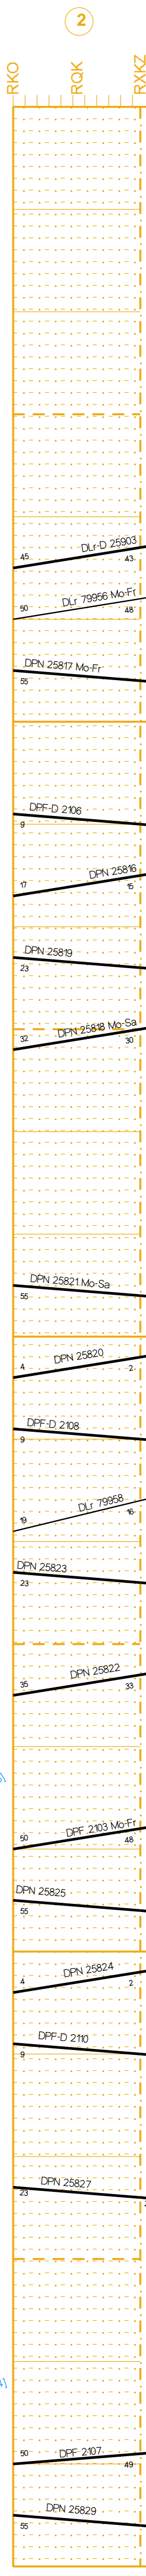 2
RKO RQK RXKZ
DLr-D 25903
45 43
DLr 79956 Mo-Fr
50 48
DPN 25817 Mo-Fr
55
DPF-D 2106
9
DPN 25816
17 15
DPN 25819
23
DPN 25818 Mo-Sa
32 30
DPN 25821 Mo-Sa
55
DPN 25820
4 2
DPF-D 2108
9
DLr 79958
19 16
DPN 25823
23
DPN 25822
35 33
DPF 2103 Mo-Fr
50 48
DPN 25825
55
DPN 25824
4 2
DPF-D 2110
9
DPN 25827
23
DPF 2107
50 49
DPN 25829
55